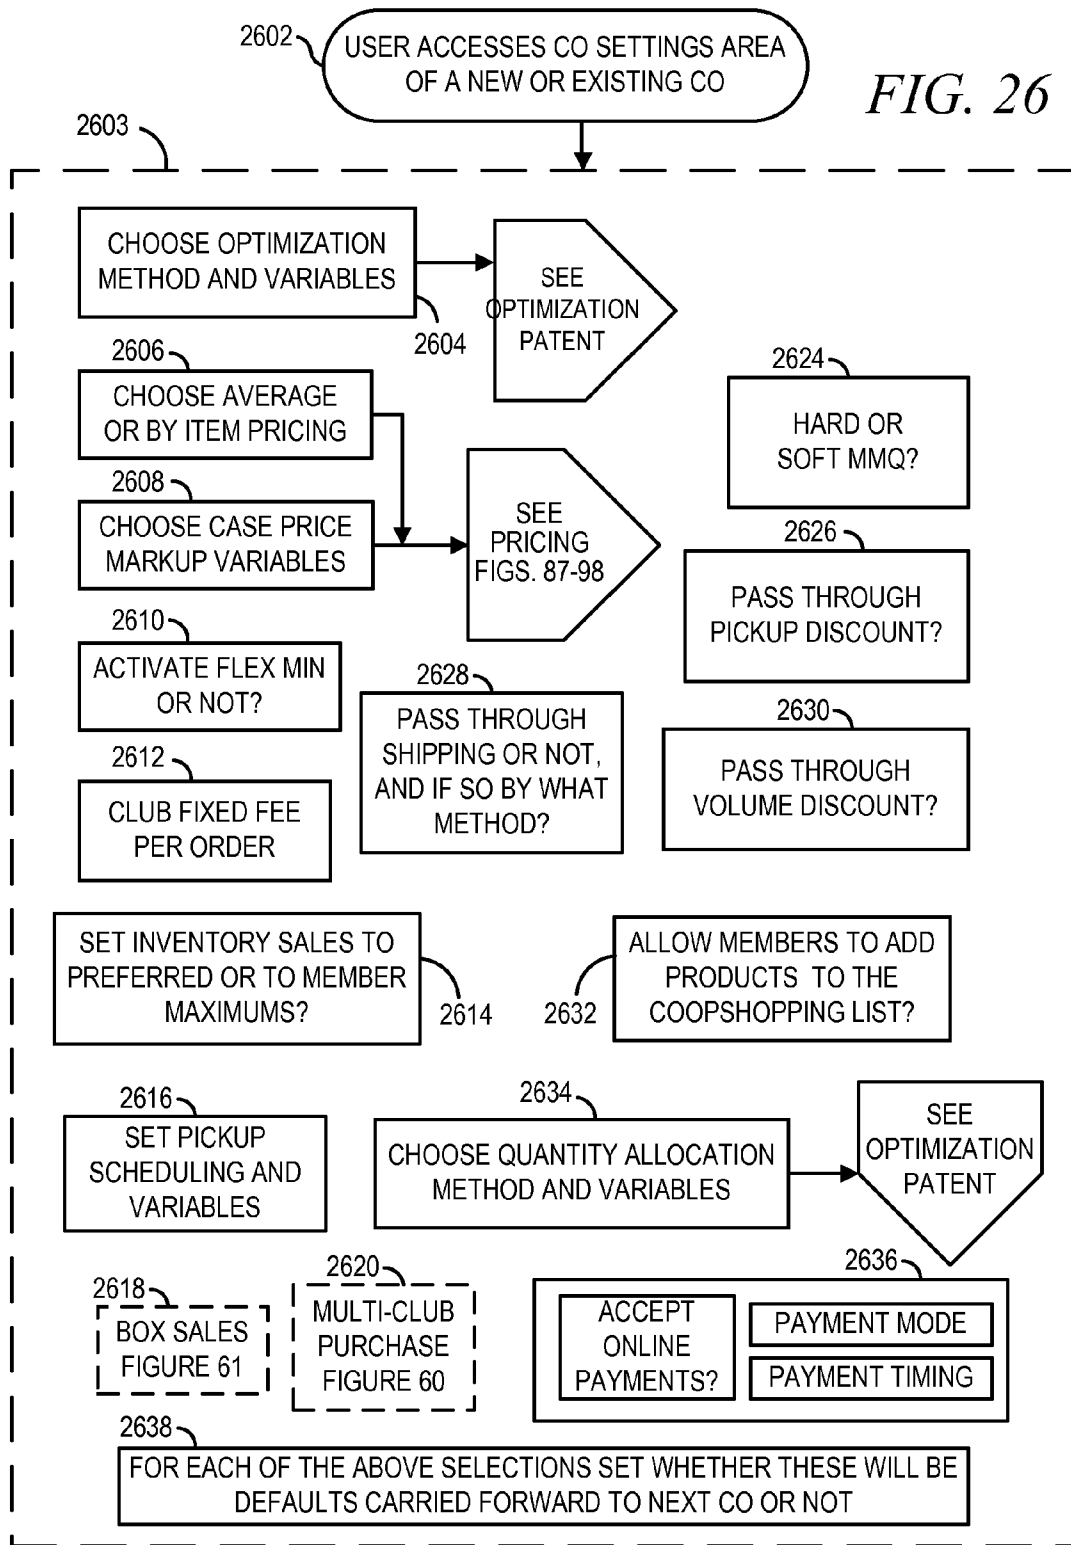 2602
USER ACCESSES CO SETTINGS AREA
OF A NEW OR EXISTING CO
FIG. 26
2603
CHOOSE OPTIMIZATION
METHOD AND VARIABLES
2604
SEE
OPTIMIZATION
PATENT
2606
CHOOSE AVERAGE
OR BY ITEM PRICING
2608
CHOOSE CASE PRICE
MARKUP VARIABLES
SEE
PRICING
FIGS. 87-98
2624
HARD OR
SOFT MMQ?
2626
PASS THROUGH
PICKUP DISCOUNT?
2610
ACTIVATE FLEX MIN
OR NOT?
2628
PASS THROUGH
SHIPPING OR NOT,
AND IF SO BY WHAT
METHOD?
2630
PASS THROUGH
VOLUME DISCOUNT?
2612
CLUB FIXED FEE
PER ORDER
SET INVENTORY SALES TO
PREFERRED OR TO MEMBER
MAXIMUMS?
2614
2632
ALLOW MEMBERS TO ADD
PRODUCTS TO THE
COOPSHOPPING LIST?
2616
SET PICKUP
SCHEDULING AND
VARIABLES
2634
CHOOSE QUANTITY ALLOCATION
METHOD AND VARIABLES
SEE
OPTIMIZATION
PATENT
2618
BOX SALES
FIGURE 61
2620
MULTI-CLUB
PURCHASE
FIGURE 60
2636
ACCEPT
ONLINE
PAYMENTS?
PAYMENT MODE
PAYMENT TIMING
2638
FOR EACH OF THE ABOVE SELECTIONS SET WHETHER THESE WILL BE
DEFAULTS CARRIED FORWARD TO NEXT CO OR NOT